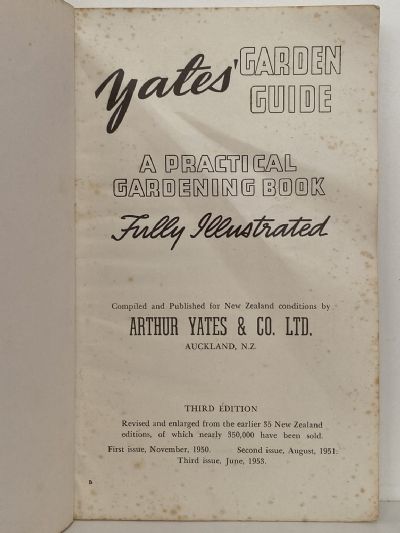 Yates' GARDEN
GUIDE
A PRACTICAL
GARDENING BOOK
Fully Illustrated
Compiled and Published for New Zealand conditions by
ARTHUR YATES & CO. LTD.
AUCKLAND, N.Z.
THIRD EDITION
Revised and enlarged from the earlier 35 New Zealand
editions, of which nearly 350,000 have been sold.
First issue, November, 1950. Second issue, August, 1951.
Third issue, June, 1953.